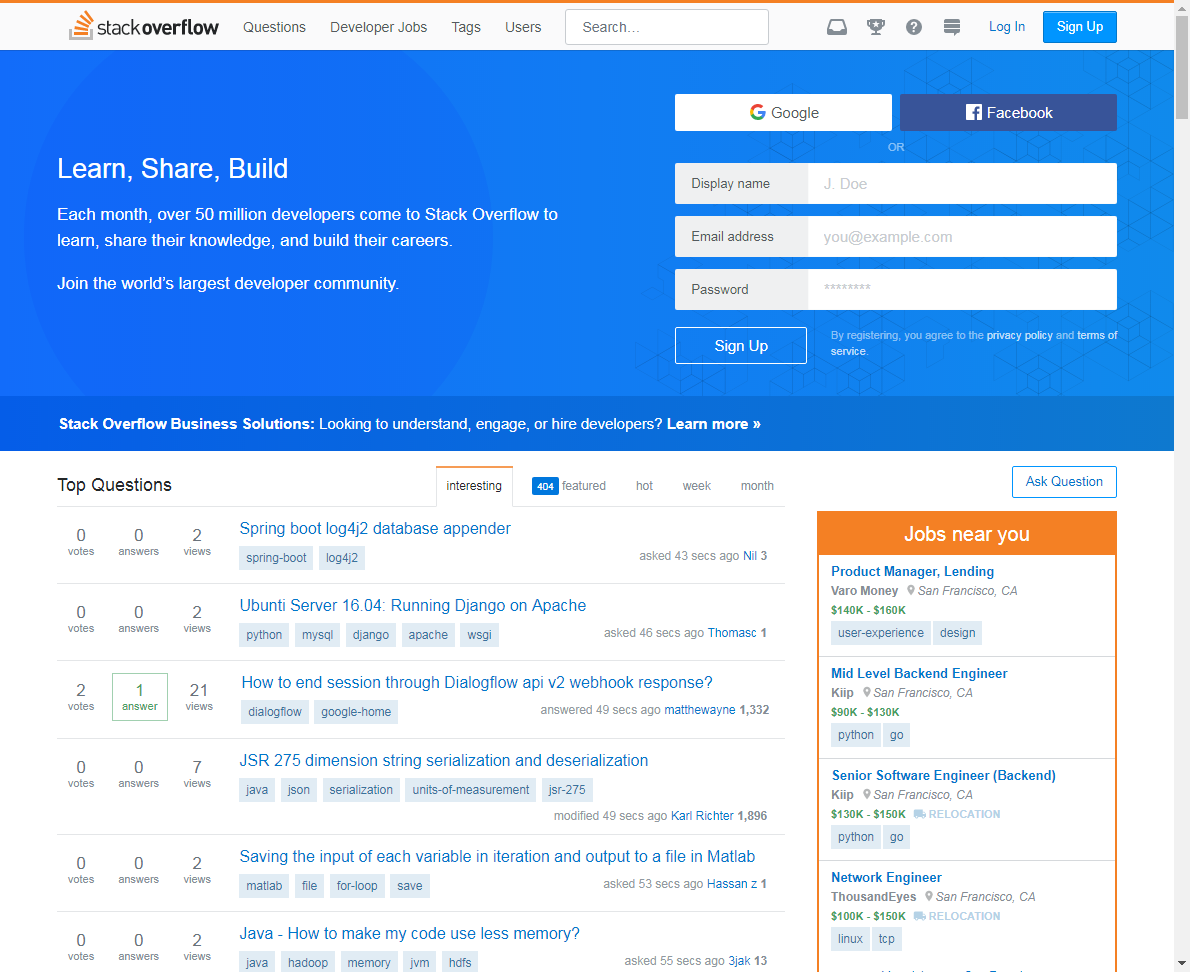 stackoverflow Questions Developer Jobs Tags Users Search... Log In Sign Up
Google Facebook
OR
Learn, Share, Build
Each month, over 50 million developers come to Stack Overflow to
learn, share their knowledge, and build their careers.
Join the world's largest developer community.
Display name J. Doe
Email address you@example.com
Password ********
Sign Up
By registering, you agree to the privacy policy and terms of
service.
Stack Overflow Business Solutions: Looking to understand, engage, or hire developers? Learn more »
Top Questions interesting 404 featured hot week month
0 0 2 Spring boot log4j2 database appender
votes answers views
spring-boot log4j2 asked 43 secs ago Nil 3
0 0 2 Ubunti Server 16.04: Running Django on Apache
votes answers views
python mysql django apache wsgi asked 46 secs ago Thomasc 1
2 1 21 How to end session through Dialogflow api v2 webhook response?
votes answer views
dialogflow google-home answered 49 secs ago matthewayne 1,332
0 0 7 JSR 275 dimension string serialization and deserialization
votes answers views
java json serialization units-of-measurement jsr-275
modified 49 secs ago Karl Richter 1,896
0 0 2 Saving the input of each variable in iteration and output to a file in Matlab
votes answers views
matlab file for-loop save asked 53 secs ago Hassan z 1
0 0 2 Java - How to make my code use less memory?
votes answers views
java hadoop memory jvm hdfs asked 55 secs ago 3jak 13
Ask Question
Jobs near you
Product Manager, Lending
Varo Money San Francisco, CA
$140K - $160K
user-experience design
Mid Level Backend Engineer
Kiip San Francisco, CA
$90K - $130K
python go
Senior Software Engineer (Backend)
Kiip San Francisco, CA
$130K - $150K RELOCATION
python go
Network Engineer
ThousandEyes San Francisco, CA
$100K - $150K RELOCATION
linux tcp